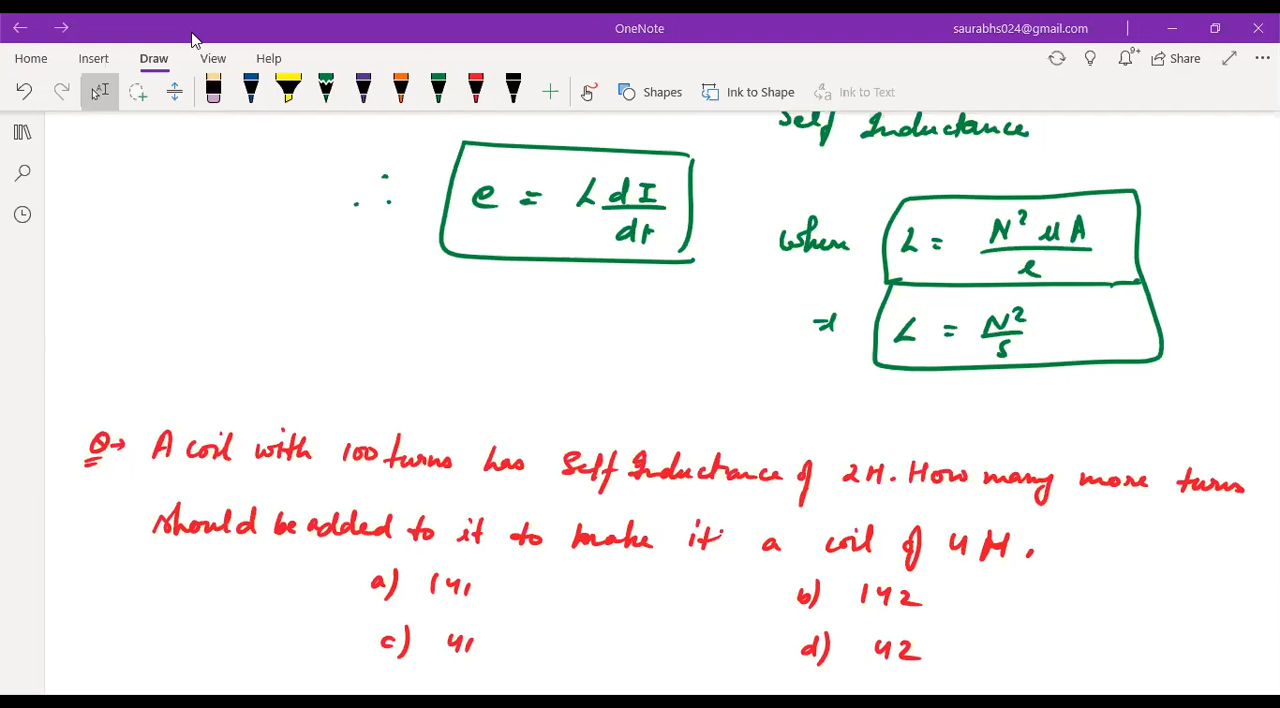 OneNote
saurabhs024@gmail.com
Home Insert Draw View Help
Share
Shapes Ink to Shape Ink to Text
Self Inductance
∴ e = L dI/dt
when L = N² μ A / l
⇒ L = N²/S
Q→ A coil with 100 turns has Self Inductance of 2H. How many more turns
should be added to it to make it a coil of 4H.
a) 141 b) 142
c) 41 d) 42